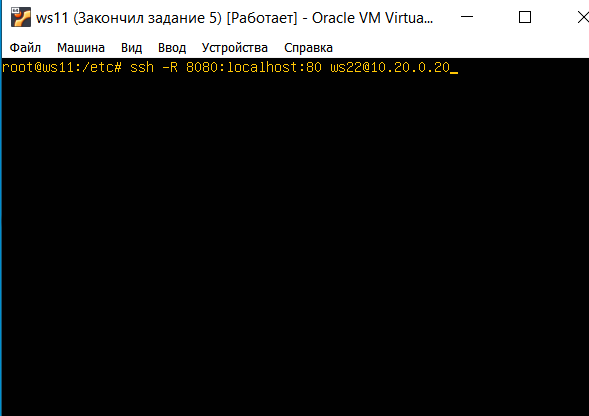 ws11 (Закончил задание 5) [Работает] - Oracle VM Virtua...
Файл Машина Вид Ввод Устройства Справка
root@ws11:/etc# ssh -R 8080:localhost:80 ws22@10.20.0.20_